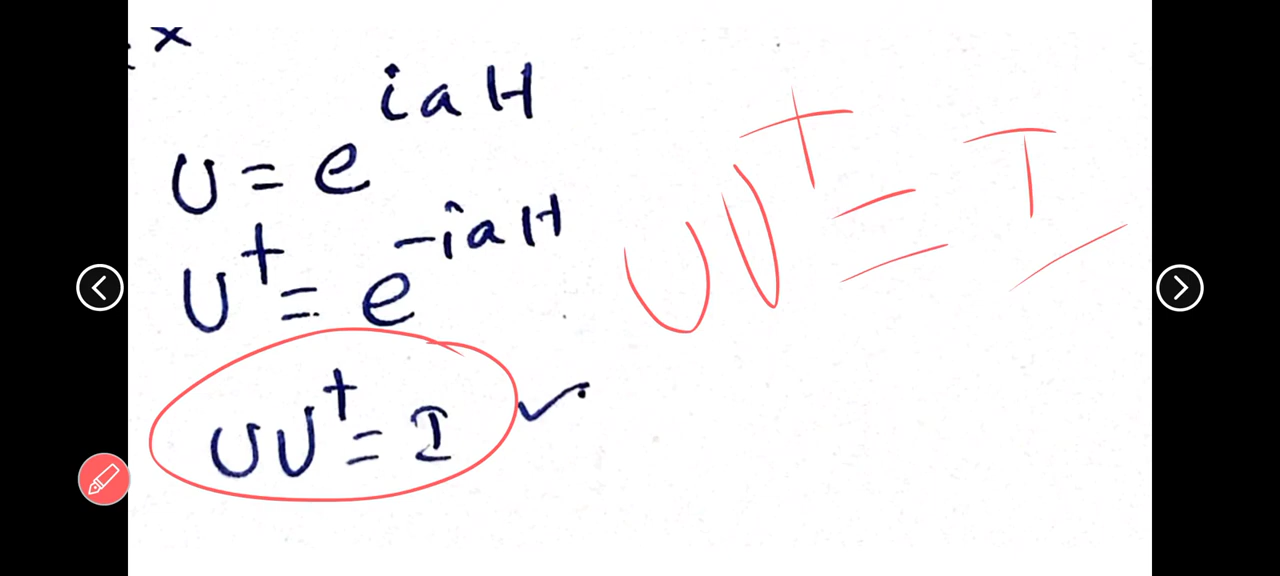 x
U = e^{iaH}
U^† = e^{-iaH}
UU^† = I
UU^† = I